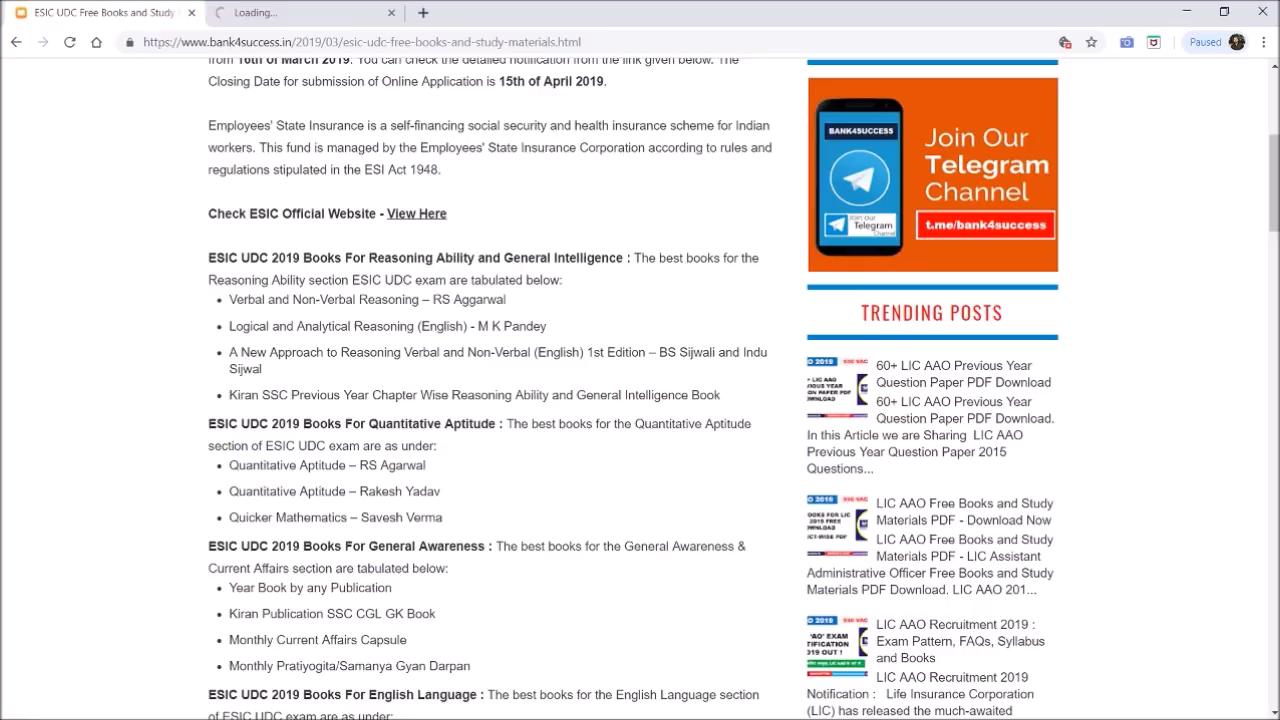 ESIC UDC Free Books and Study
Loading...
https://www.bank4success.in/2019/03/esic-udc-free-books-and-study-materials.html
Paused
from 16th of March 2019. You can check the detailed notification from the link given below. The
Closing Date for submission of Online Application is 15th of April 2019.
Employees' State Insurance is a self-financing social security and health insurance scheme for Indian
workers. This fund is managed by the Employees' State Insurance Corporation according to rules and
regulations stipulated in the ESI Act 1948.
Check ESIC Official Website - View Here
ESIC UDC 2019 Books For Reasoning Ability and General Intelligence : The best books for the
Reasoning Ability section ESIC UDC exam are tabulated below:
• Verbal and Non-Verbal Reasoning – RS Aggarwal
• Logical and Analytical Reasoning (English) - M K Pandey
• A New Approach to Reasoning Verbal and Non-Verbal (English) 1st Edition – BS Sijwali and Indu
Sijwal
• Kiran SSC Previous Year Chapter Wise Reasoning Ability and General Intelligence Book
ESIC UDC 2019 Books For Quantitative Aptitude : The best books for the Quantitative Aptitude
section of ESIC UDC exam are as under:
• Quantitative Aptitude – RS Agarwal
• Quantitative Aptitude – Rakesh Yadav
• Quicker Mathematics – Savesh Verma
ESIC UDC 2019 Books For General Awareness : The best books for the General Awareness &
Current Affairs section are tabulated below:
• Year Book by any Publication
• Kiran Publication SSC CGL GK Book
• Monthly Current Affairs Capsule
• Monthly Pratiyogita/Samanya Gyan Darpan
ESIC UDC 2019 Books For English Language : The best books for the English Language section
of ESIC UDC exam are as under:
BANK4SUCCESS
Join our
Telegram
Channel
Join Our
Telegram
Channel
t.me/bank4success
TRENDING POSTS
60+ LIC AAO Previous Year
Question Paper PDF Download
60+ LIC AAO Previous Year
Question Paper PDF Download.
In this Article we are Sharing LIC AAO
Previous Year Question Paper 2015
Questions...
LIC AAO Free Books and Study
Materials PDF - Download Now
LIC AAO Free Books and Study
Materials PDF - LIC Assistant
Administrative Officer Free Books and Study
Materials PDF Download. LIC AAO 201...
LIC AAO Recruitment 2019 :
Exam Pattern, FAQs, Syllabus
and Books
LIC AAO Recruitment 2019
Notification : Life Insurance Corporation
(LIC) has released the much-awaited